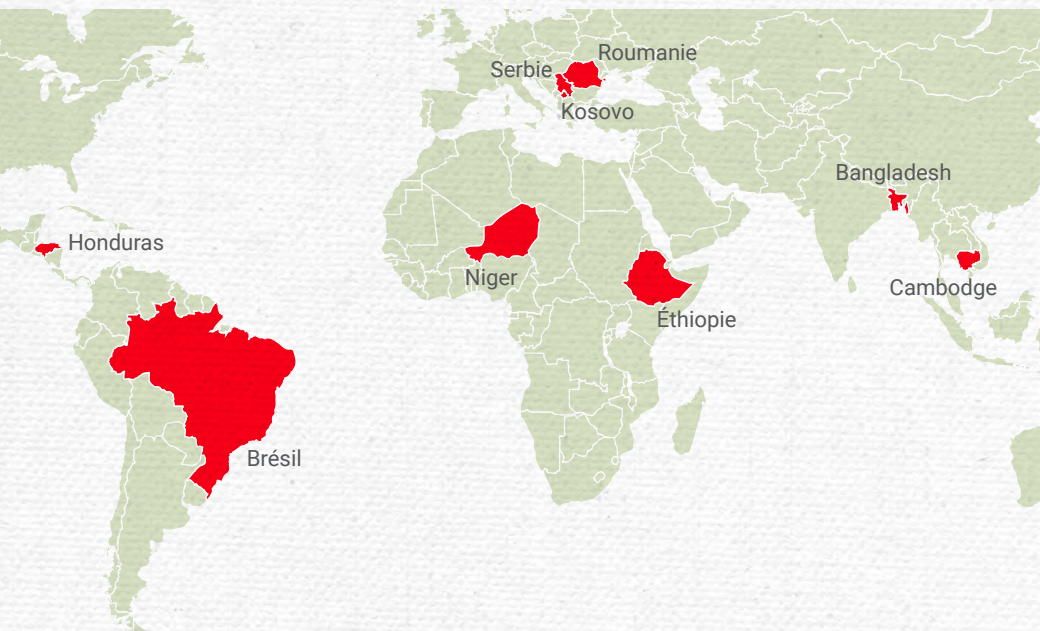 Roumanie
Serbie
Kosovo
Bangladesh
Honduras
Niger
Cambodge
Éthiopie
Brésil